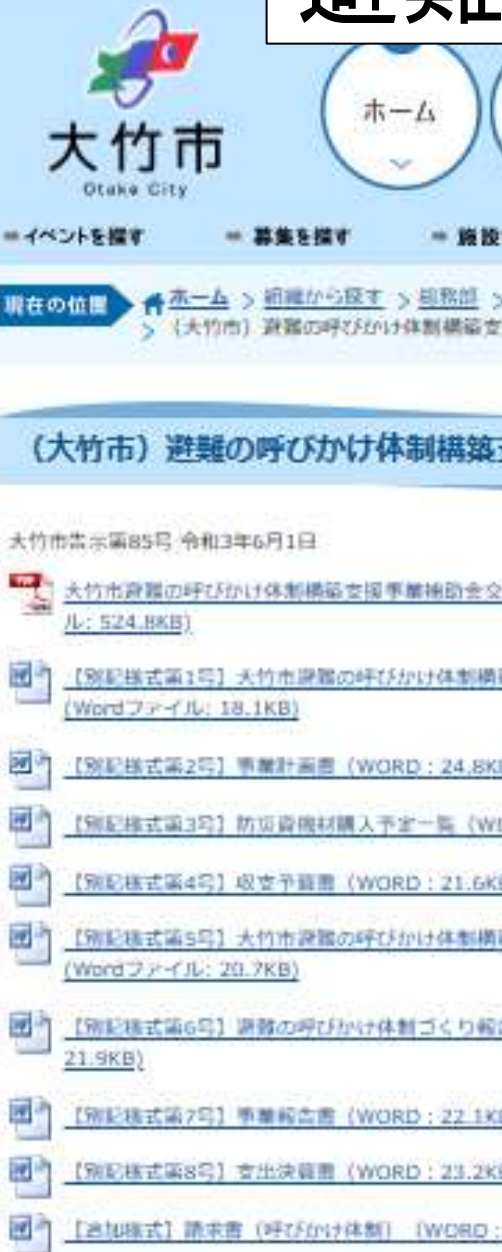 大竹市
Otake City
ホーム
イベントを探す
募集を探す
施設
現在の位置
ホーム > 組織から探す > 総務部 >
> (大竹市) 避難の呼びかけ体制構築支
(大竹市) 避難の呼びかけ体制構築
大竹市告示第85号 令和3年6月1日
大竹市避難の呼びかけ体制構築支援事業補助金交
ル: 524.8KB)
【別記様式第1号】大竹市避難の呼びかけ体制構築
(Wordファイル: 18.1KB)
【別記様式第2号】事業計画書 (WORD : 24.8K
【別記様式第3号】防災資機材購入予定一覧 (W
【別記様式第4号】収支予算書 (WORD : 21.6K
【別記様式第5号】大竹市避難の呼びかけ体制構築
(Wordファイル: 20.7KB)
【別記様式第6号】避難の呼びかけ体制づくり報
21.9KB)
【別記様式第7号】事業報告書 (WORD : 22.1K
【別記様式第8号】支出決算書 (WORD : 23.2K
【追加様式】請求書 (呼びかけ体制) (WORD :